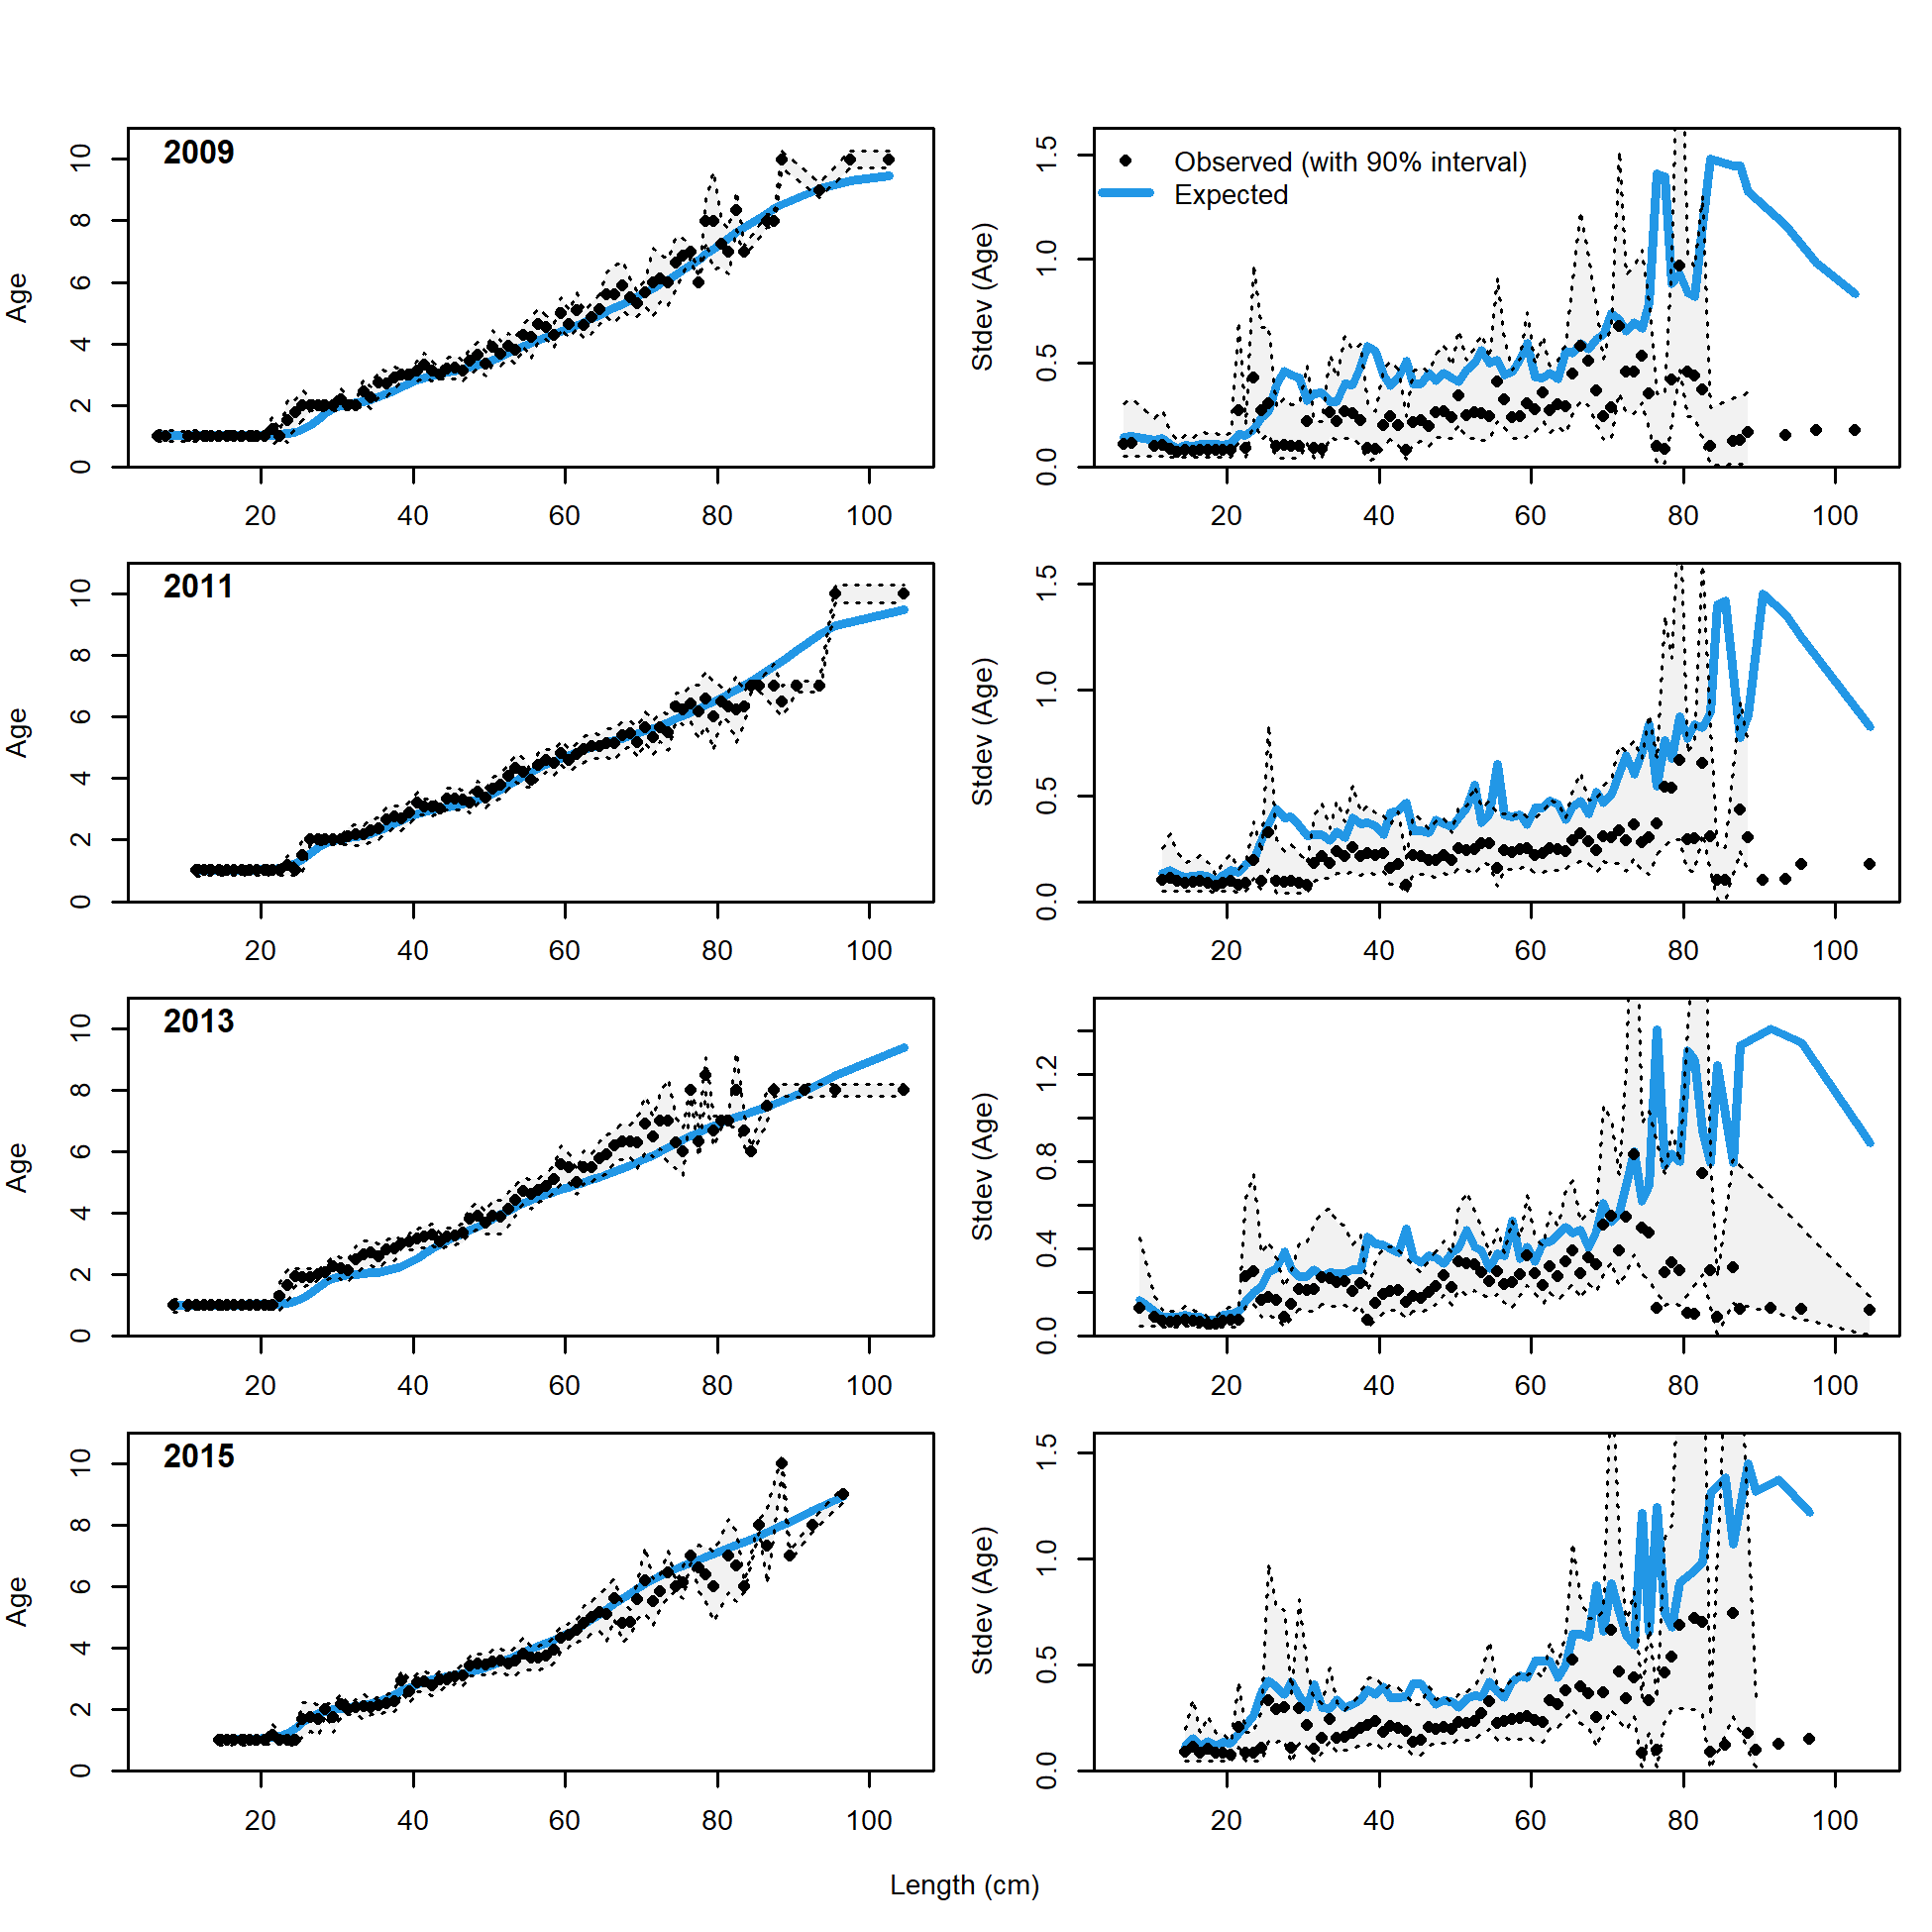 2009
Age
0 2 4 6 8 10
20 40 60 80 100
Observed (with 90% interval)
Expected
Stdev (Age)
0.0 0.5 1.0 1.5
20 40 60 80 100
2011
Age
0 2 4 6 8 10
20 40 60 80 100
Stdev (Age)
0.0 0.5 1.0 1.5
20 40 60 80 100
2013
Age
0 2 4 6 8 10
20 40 60 80 100
Stdev (Age)
0.0 0.4 0.8 1.2
20 40 60 80 100
2015
Age
0 2 4 6 8 10
20 40 60 80 100
Stdev (Age)
0.0 0.5 1.0 1.5
20 40 60 80 100
Length (cm)